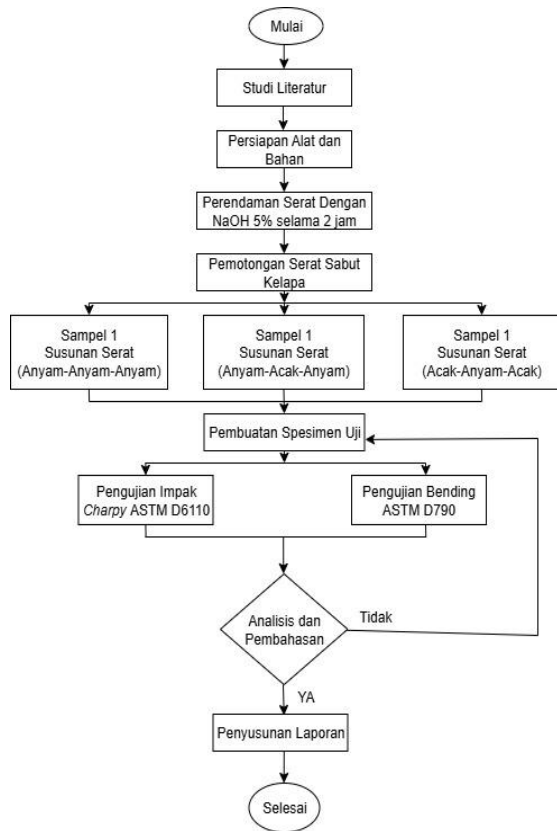 Mulai
Studi Literatur
Persiapan Alat dan
Bahan
Perendaman Serat Dengan
NaOH 5% selama 2 jam
Pemotongan Serat Sabut
Kelapa
Sampel 1
Susunan Serat
(Anyam-Anyam-Anyam)
Sampel 1
Susunan Serat
(Anyam-Acak-Anyam)
Sampel 1
Susunan Serat
(Acak-Anyam-Acak)
Pembuatan Spesimen Uji
Pengujian Impak
Charpy ASTM D6110
Pengujian Bending
ASTM D790
Analisis dan
Pembahasan
Tidak
YA
Penyusunan Laporan
Selesai